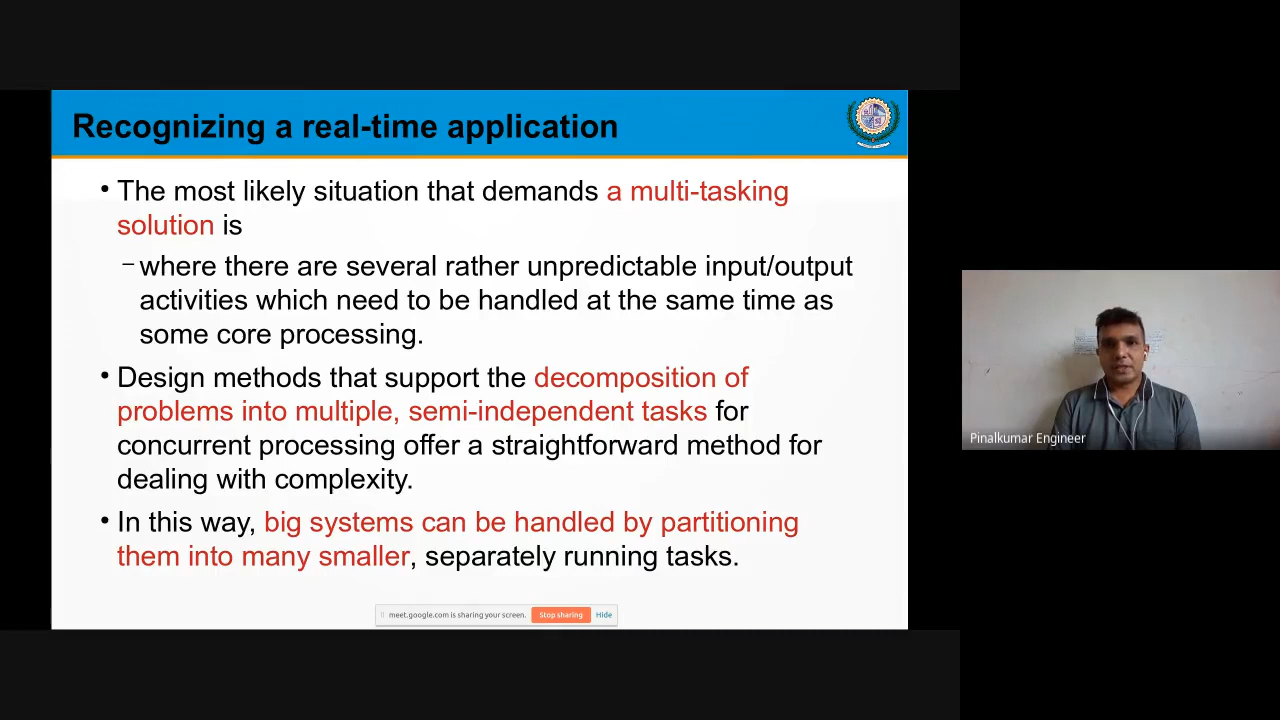 Recognizing a real-time application
• The most likely situation that demands a multi-tasking
solution is
– where there are several rather unpredictable input/output
activities which need to be handled at the same time as
some core processing.
• Design methods that support the decomposition of
problems into multiple, semi-independent tasks for
concurrent processing offer a straightforward method for
dealing with complexity.
• In this way, big systems can be handled by partitioning
them into many smaller, separately running tasks.
meet.google.com is sharing your screen. Stop sharing Hide
Pinalkumar Engineer